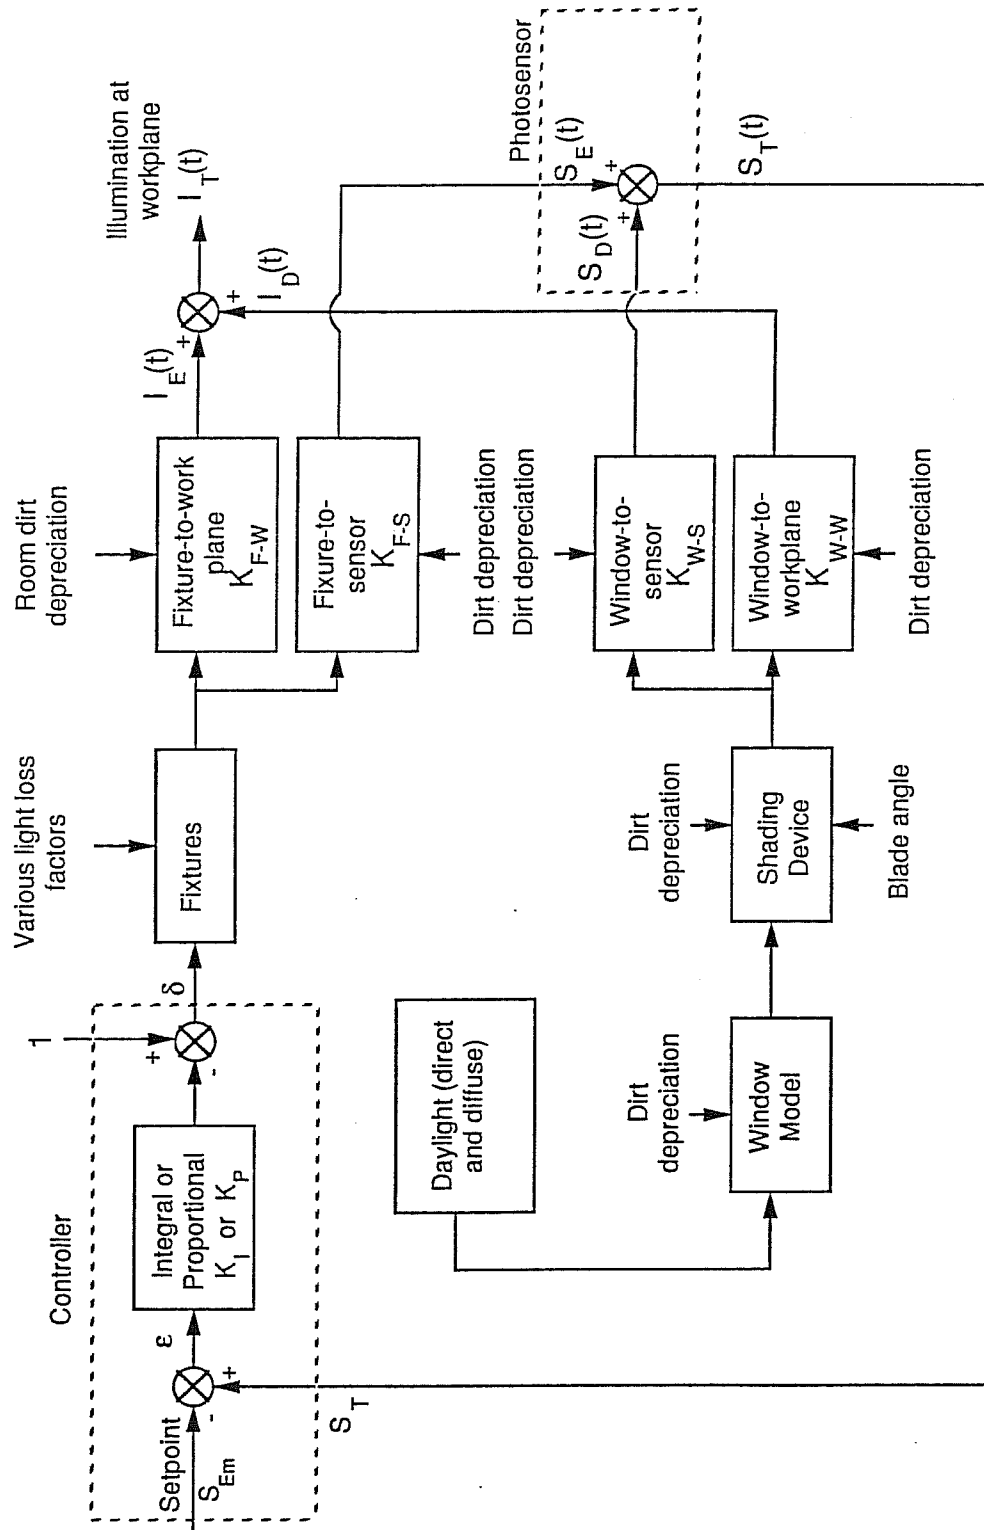 Controller
Setpoint
S_Em
-
+
ε
Integral or
Proportional
K_I or K_P
1
+
-
δ
S_T
Various light loss
factors
Fixtures
Room dirt
depreciation
Fixture-to-work
plane
K_F-W
Fixure-to-
sensor
K_F-S
Dirt depreciation
I_E(t)
+
+
I_D(t)
Illumination at
workplane
I_T(t)
Daylight (direct
and diffuse)
Dirt
depreciation
Window
Model
Dirt
depreciation
Shading
Device
Blade angle
Dirt depreciation
Window-to-
sensor
K_W-S
Window-to-
workplane
K_W-W
Dirt depreciation
Photosensor
S_E(t)
+
+
S_D(t)
S_T(t)